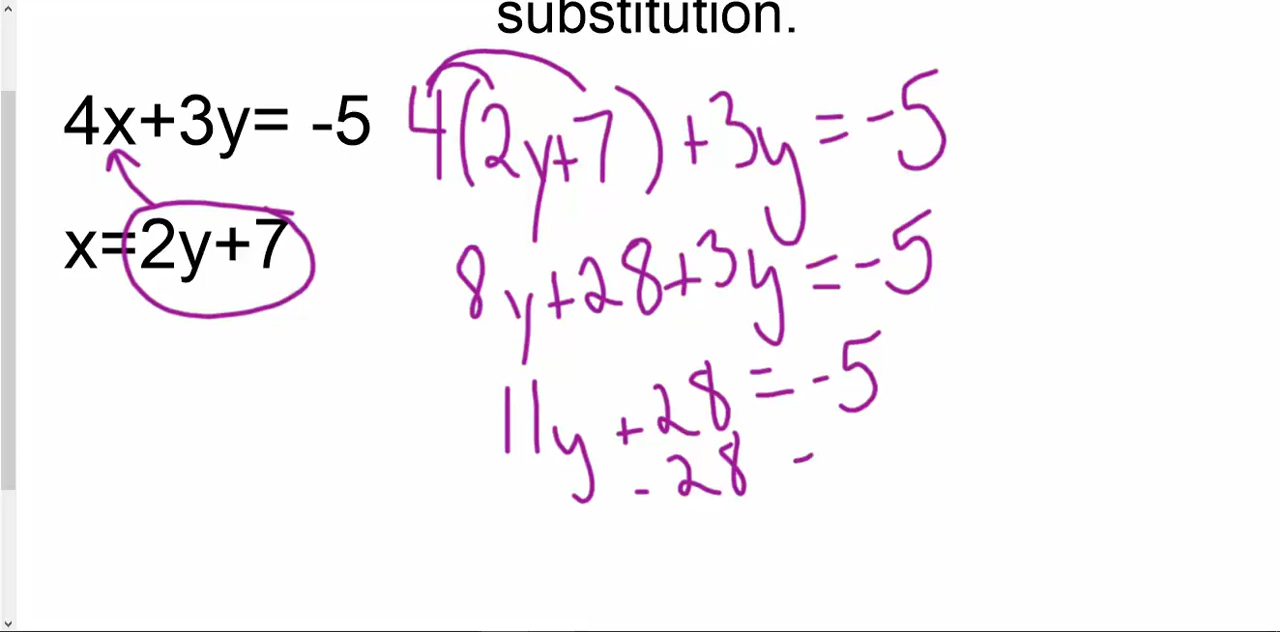 substitution.
4x+3y= -5
x=2y+7
4(2y+7)+3y=-5
8y+28+3y=-5
11y+28=-5
-28 -